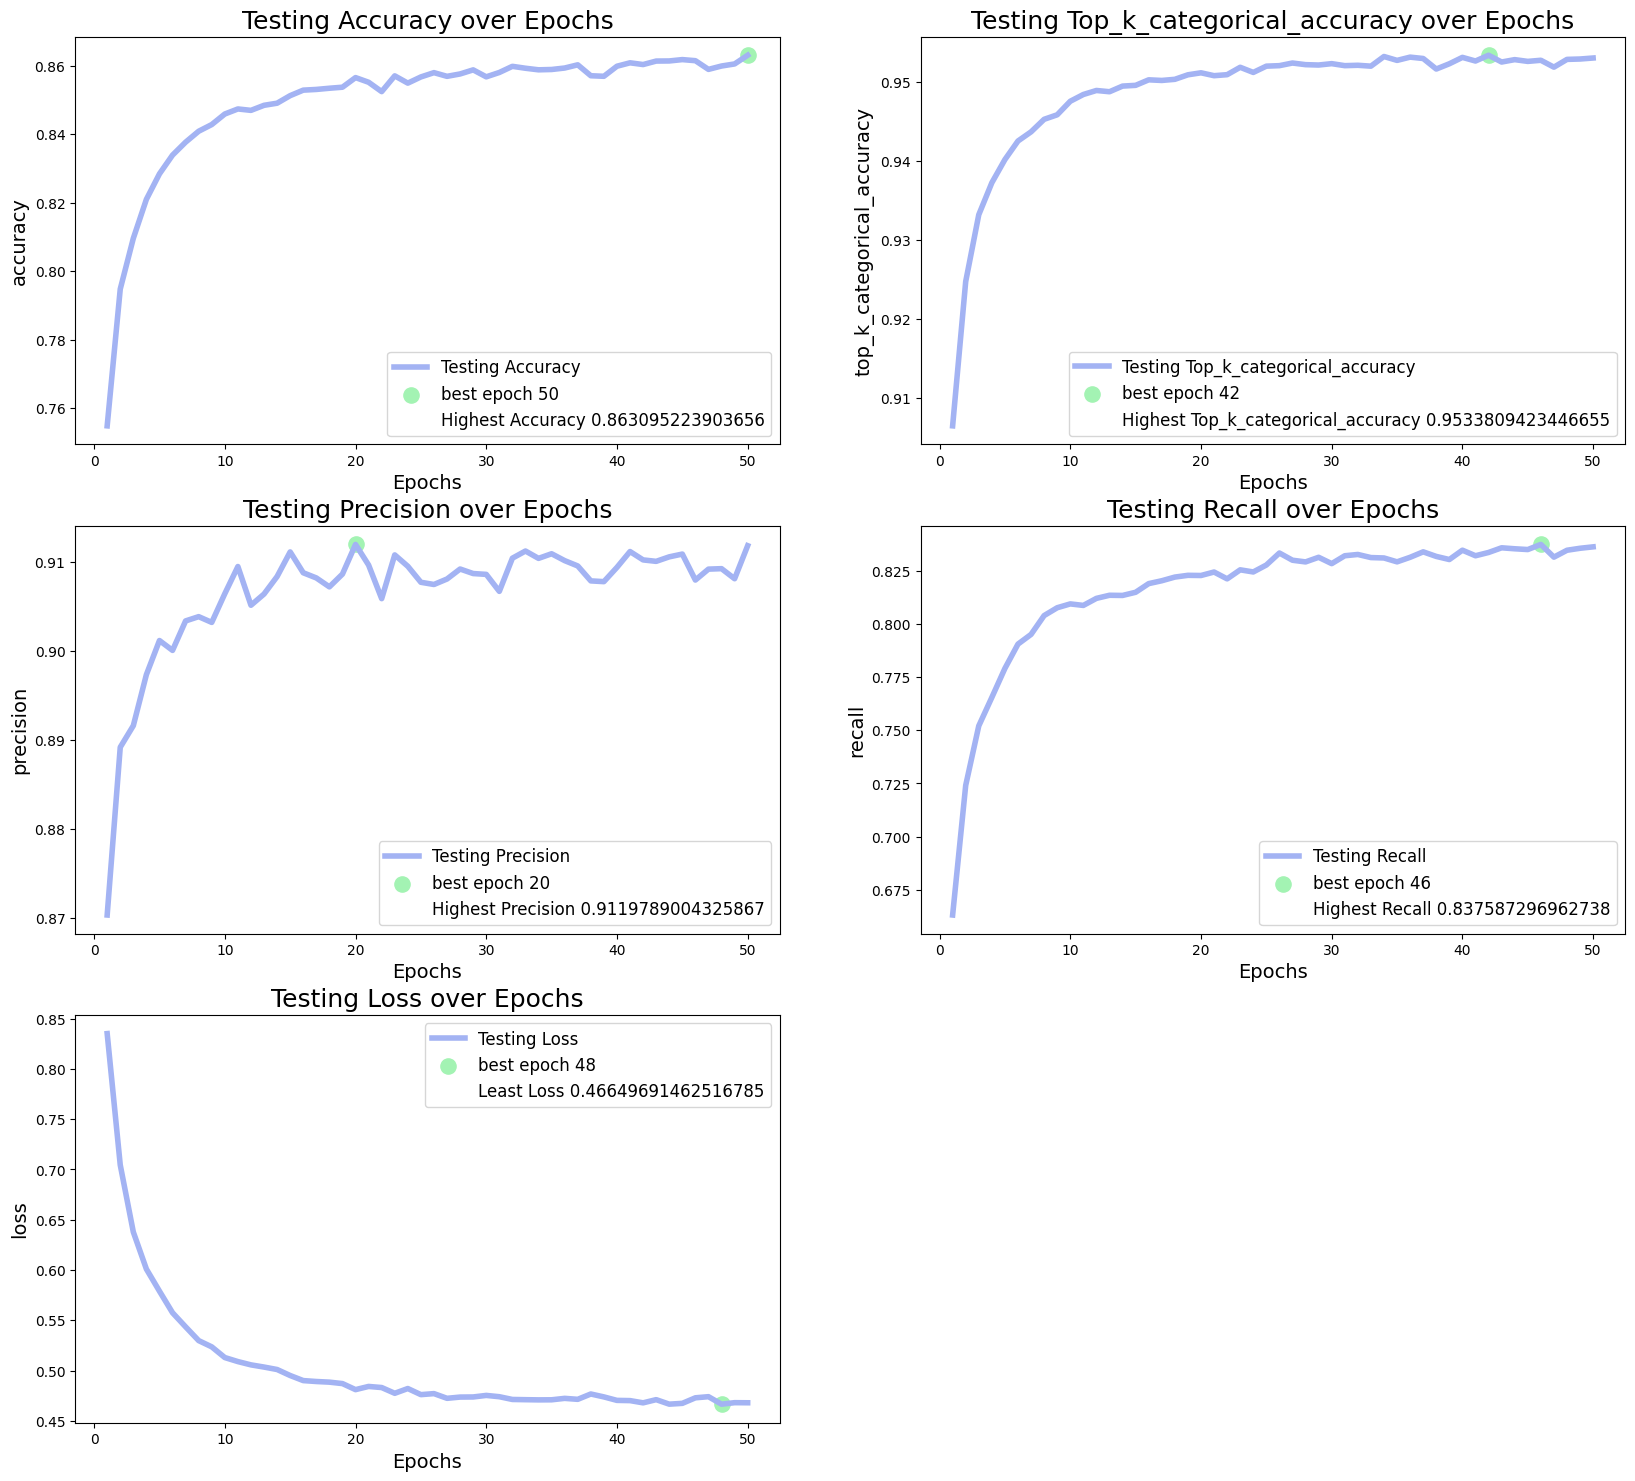 Testing Accuracy over Epochs
accuracy
0.86
0.84
0.82
0.80
0.78
0.76
Testing Accuracy
best epoch 50
Highest Accuracy 0.863095223903656
0 10 20 30 40 50
Epochs
Testing Top_k_categorical_accuracy over Epochs
top_k_categorical_accuracy
0.95
0.94
0.93
0.92
0.91
Testing Top_k_categorical_accuracy
best epoch 42
Highest Top_k_categorical_accuracy 0.9533809423446655
0 10 20 30 40 50
Epochs
Testing Precision over Epochs
precision
0.91
0.90
0.89
0.88
0.87
Testing Precision
best epoch 20
Highest Precision 0.9119789004325867
0 10 20 30 40 50
Epochs
Testing Recall over Epochs
recall
0.825
0.800
0.775
0.750
0.725
0.700
0.675
Testing Recall
best epoch 46
Highest Recall 0.837587296962738
0 10 20 30 40 50
Epochs
Testing Loss over Epochs
loss
0.85
0.80
0.75
0.70
0.65
0.60
0.55
0.50
0.45
Testing Loss
best epoch 48
Least Loss 0.46649691462516785
0 10 20 30 40 50
Epochs